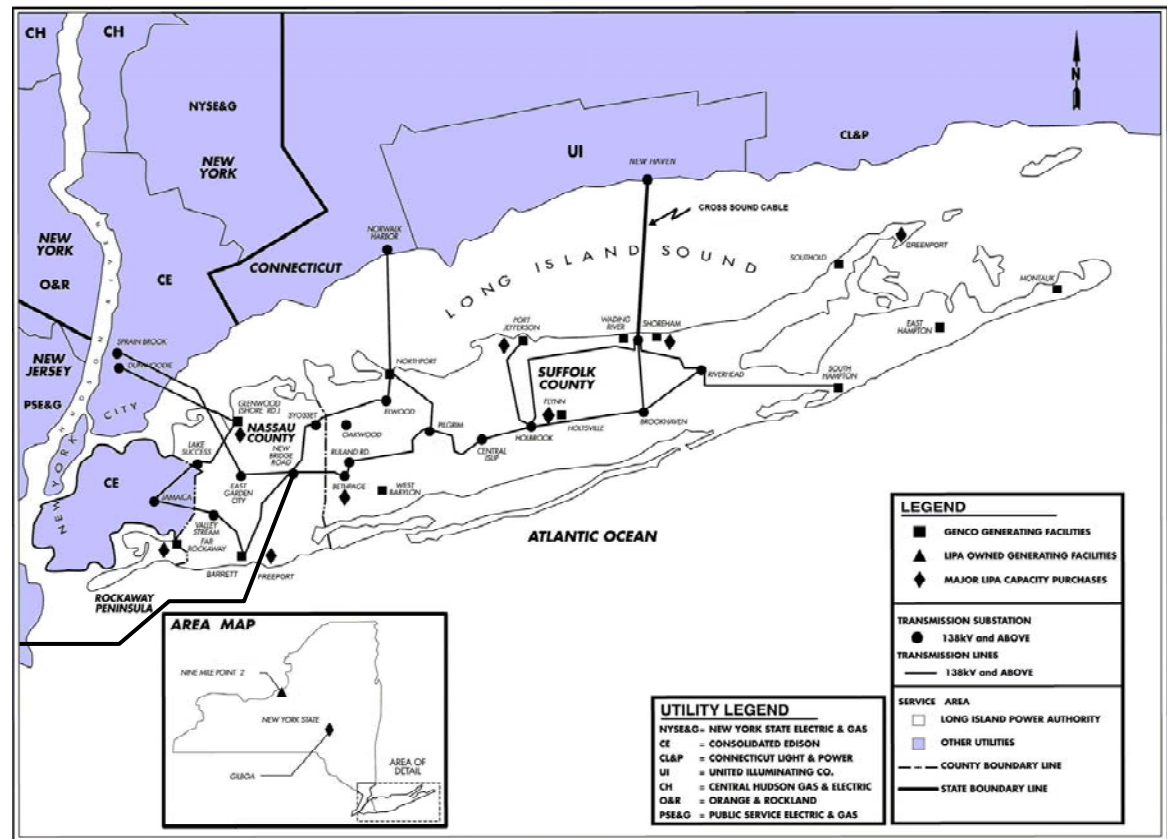 CH
CH
N
NYSE&G
NEW
YORK
CL&P
UI
NEW HAVEN
CROSS SOUND CABLE
NORWALK
HARBOR
NEW
YORK
O&R
CE
CONNECTICUT
LONG ISLAND SOUND
GREENPORT
SOUTHOLD
MONTAUK
EAST
HAMPTON
SPRAIN BROOK
DUNWOODIE
NEW
JERSEY
PSE&G
NEW YORK CITY
PORT
JEFFERSON
WADING
RIVER
SHOREHAM
NORTHPORT
SUFFOLK
COUNTY
RIVERHEAD
SOUTH
HAMPTON
GLENWOOD
(SHORE RD.)
SYOSSET
ELWOOD
FLYNN
NASSAU
COUNTY
OAKWOOD
PILGRIM
HOLTSVILLE
BROOKHAVEN
HOLBROOK
CENTRAL
ISLIP
LAKE
SUCCESS
NEW
BRIDGE
ROAD
RULAND RD.
CE
JAMAICA
EAST
GARDEN
CITY
BETHPAGE
WEST
BABYLON
VALLEY
STREAM
FAR
ROCKAWAY
BARRETT
FREEPORT
ATLANTIC OCEAN
ROCKAWAY
PENINSULA
AREA MAP
NINE MILE POINT 2
NEW YORK STATE
GILBOA
AREA OF
DETAIL
UTILITY LEGEND
NYSE&G= NEW YORK STATE ELECTRIC & GAS
CE = CONSOLIDATED EDISON
CL&P = CONNECTICUT LIGHT & POWER
UI = UNITED ILLUMINATING CO.
CH = CENTRAL HUDSON GAS & ELECTRIC
O&R = ORANGE & ROCKLAND
PSE&G = PUBLIC SERVICE ELECTRIC & GAS
LEGEND
GENCO GENERATING FACILITIES
LIPA OWNED GENERATING FACILITIES
MAJOR LIPA CAPACITY PURCHASES
TRANSMISSION SUBSTATION
138kV and ABOVE
TRANSMISSION LINES
138kV and ABOVE
SERVICE AREA
LONG ISLAND POWER AUTHORITY
OTHER UTILITIES
COUNTY BOUNDARY LINE
STATE BOUNDARY LINE